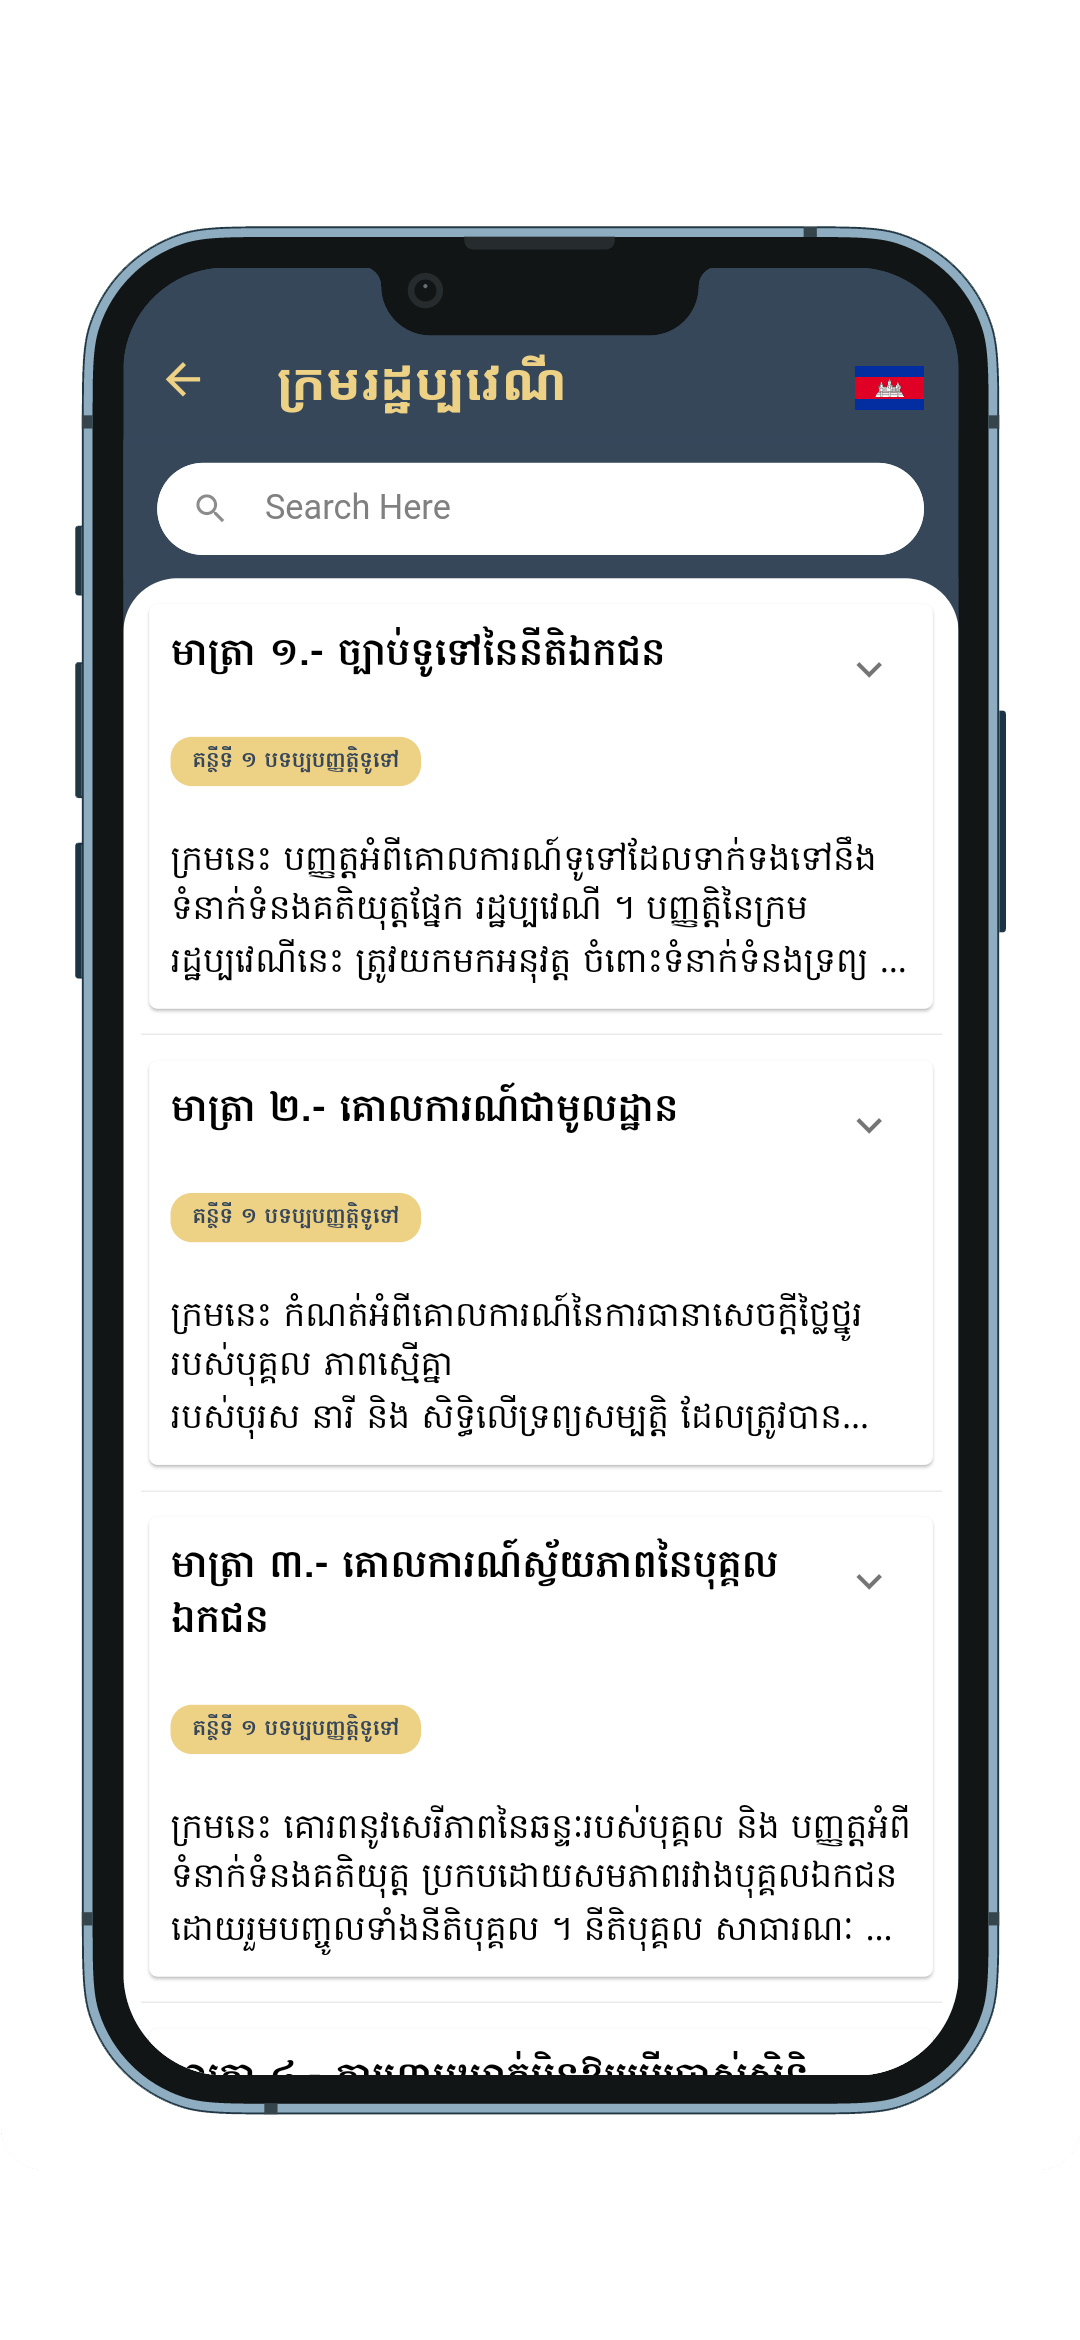 ក្រមរដ្ឋប្បវេណី
Search Here
មាត្រា ១.- ច្បាប់ទូទៅនៃនីតិឯកជន
គន្ថីទី ១ បទប្បបញ្ញត្តិទូទៅ
ក្រមនេះ បញ្ញត្តអំពីគោលការណ៍ទូទៅដែលទាក់ទងទៅនឹង
ទំនាក់ទំនងគតិយុត្តផ្នែក រដ្ឋប្បវេណី ។ បញ្ញត្តិនៃក្រម
រដ្ឋប្បវេណីនេះ ត្រូវយកមកអនុវត្ត ចំពោះទំនាក់ទំនងទ្រព្យ ...
មាត្រា ២.- គោលការណ៍ជាមូលដ្ឋាន
គន្ថីទី ១ បទប្បបញ្ញត្តិទូទៅ
ក្រមនេះ កំណត់អំពីគោលការណ៍នៃការធានាសេចក្តីថ្លៃថ្នូរ
របស់បុគ្គល ភាពស្មើគ្នា
របស់បុរស នារី និង សិទ្ធិលើទ្រព្យសម្បត្តិ ដែលត្រូវបាន...
មាត្រា ៣.- គោលការណ៍ស្វ័យភាពនៃបុគ្គល
ឯកជន
គន្ថីទី ១ បទប្បបញ្ញត្តិទូទៅ
ក្រមនេះ គោរពនូវសេរីភាពនៃឆន្ទៈរបស់បុគ្គល និង បញ្ញត្តអំពី
ទំនាក់ទំនងគតិយុត្ត ប្រកបដោយសមភាពរវាងបុគ្គលឯកជន
ដោយរួមបញ្ចូលទាំងនីតិបុគ្គល ។ នីតិបុគ្គល សាធារណៈ ...